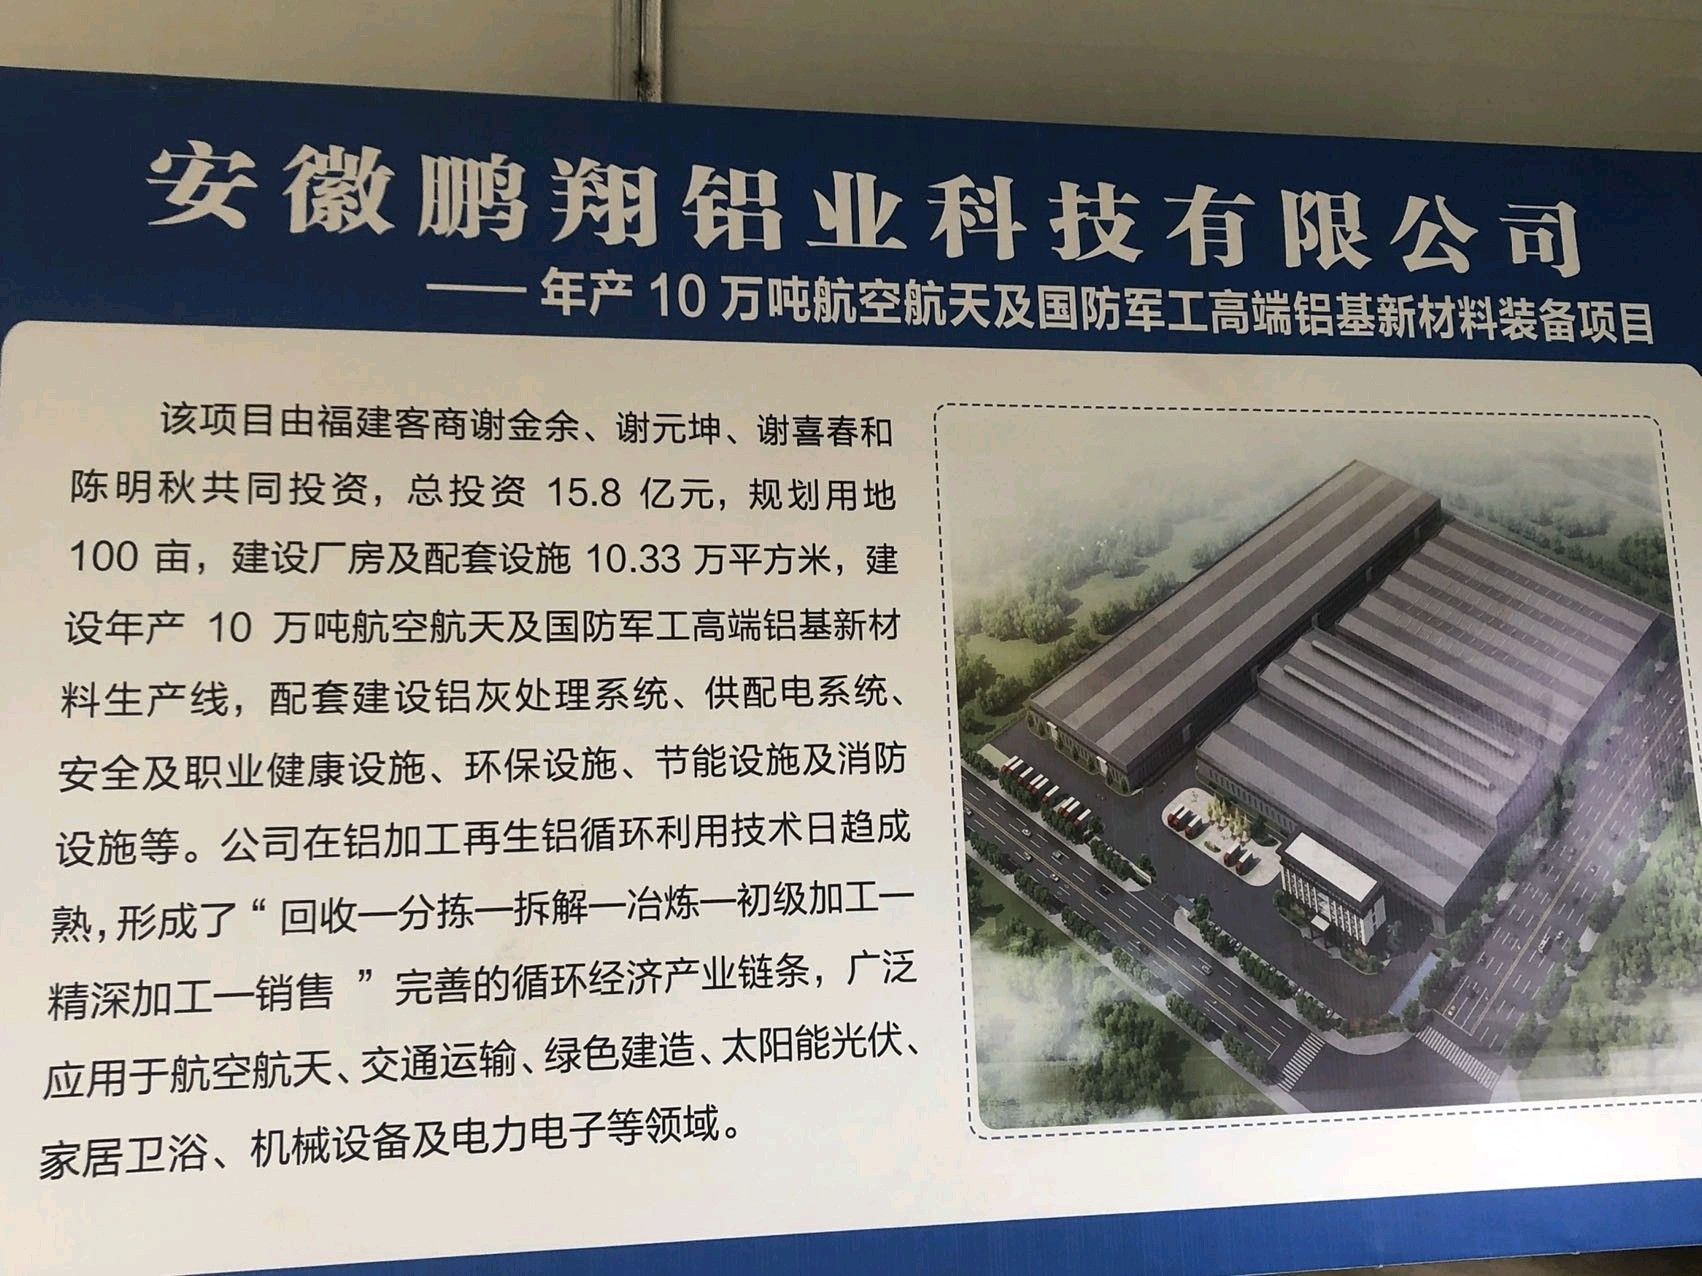 安徽鹏翔铝业科技有限公司
——年产10万吨航空航天及国防军工高端铝基新材料装备项目
该项目由福建客商谢金余、谢元坤、谢喜春和
陈明秋共同投资，总投资 15.8 亿元，规划用地
100 亩，建设厂房及配套设施 10.33 万平方米，建
设年产 10 万吨航空航天及国防军工高端铝基新材
料生产线，配套建设铝灰处理系统、供配电系统、
安全及职业健康设施、环保设施、节能设施及消防
设施等。公司在铝加工再生铝循环利用技术日趋成
熟，形成了“回收—分拣—拆解—冶炼—初级加工—
精深加工—销售 ”完善的循环经济产业链条，广泛
应用于航空航天、交通运输、绿色建造、太阳能光伏、
家居卫浴、机械设备及电力电子等领域。